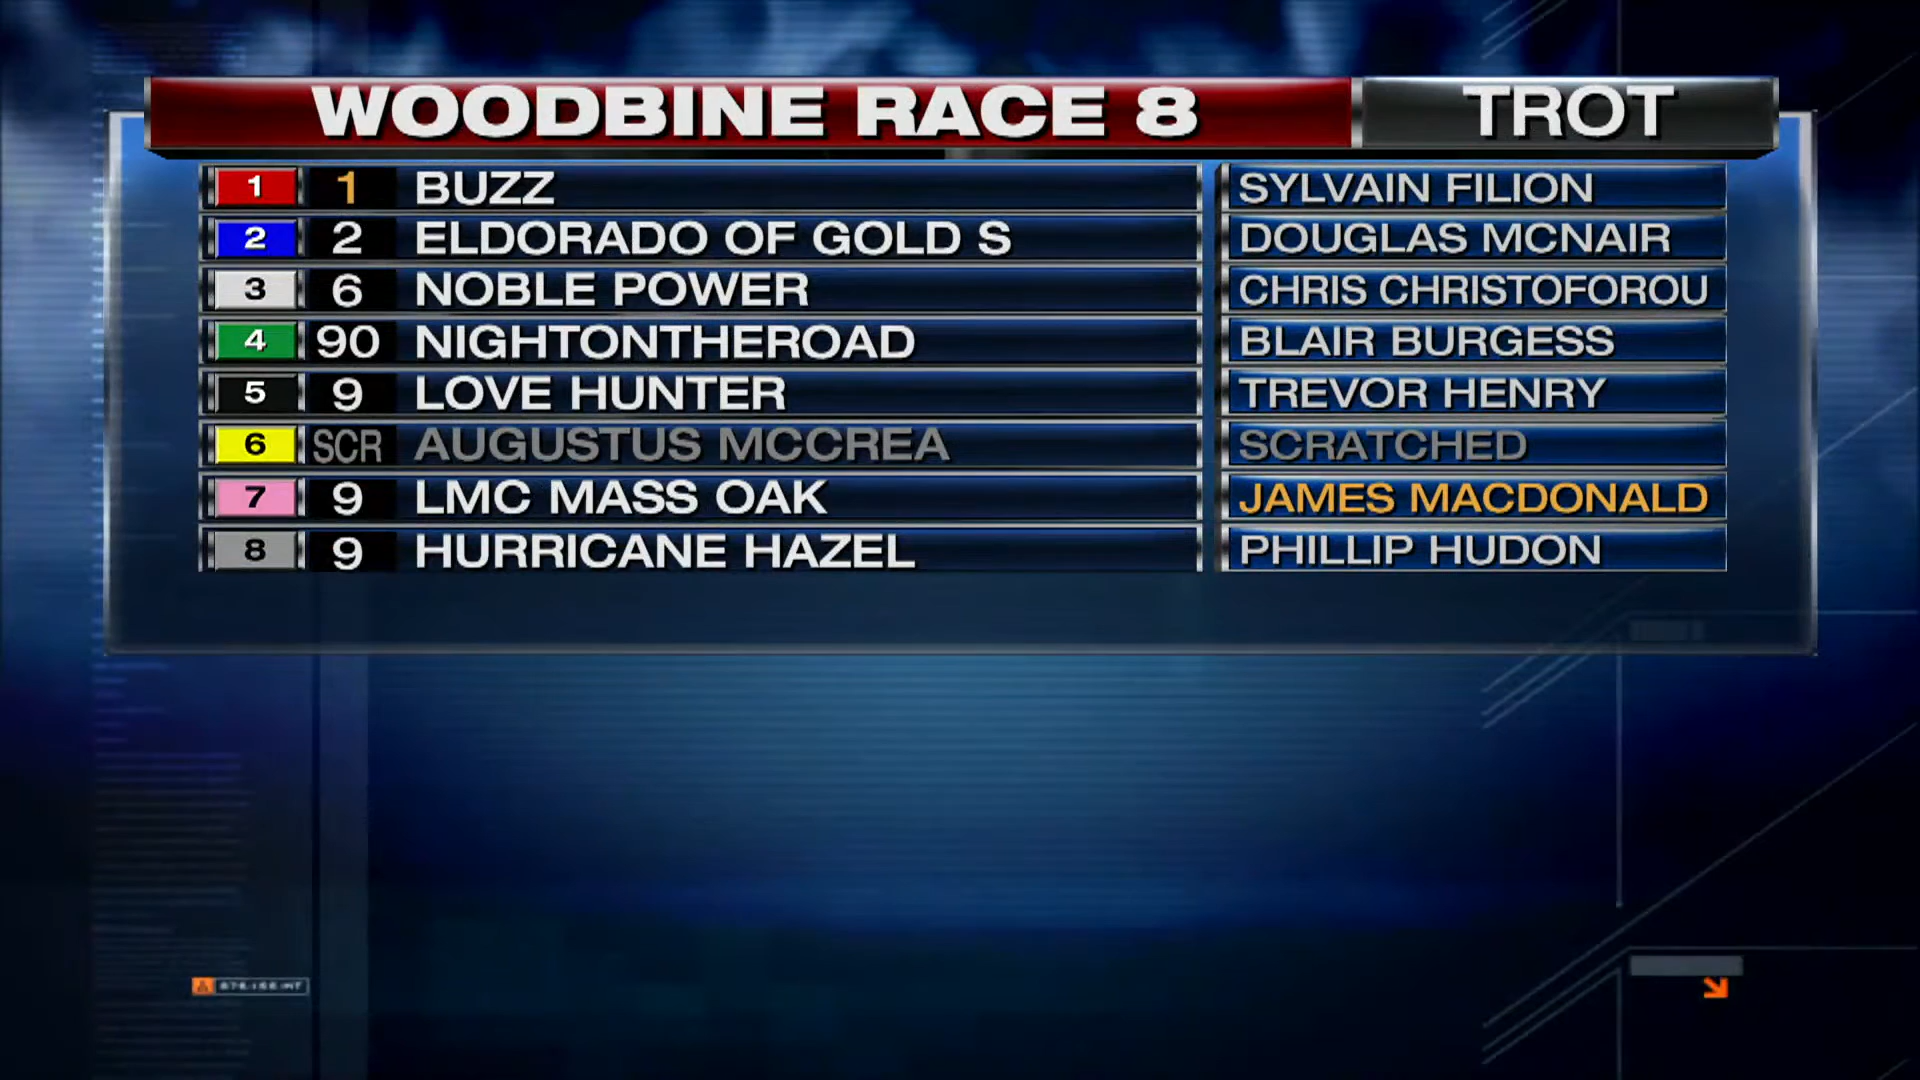 WOODBINE RACE 8 TROT
1 1 BUZZ SYLVAIN FILION
2 2 ELDORADO OF GOLD S DOUGLAS MCNAIR
3 6 NOBLE POWER CHRIS CHRISTOFOROU
4 90 NIGHTONTHEROAD BLAIR BURGESS
5 9 LOVE HUNTER TREVOR HENRY
6 SCR AUGUSTUS MCCREA SCRATCHED
7 9 LMC MASS OAK JAMES MACDONALD
8 9 HURRICANE HAZEL PHILLIP HUDON